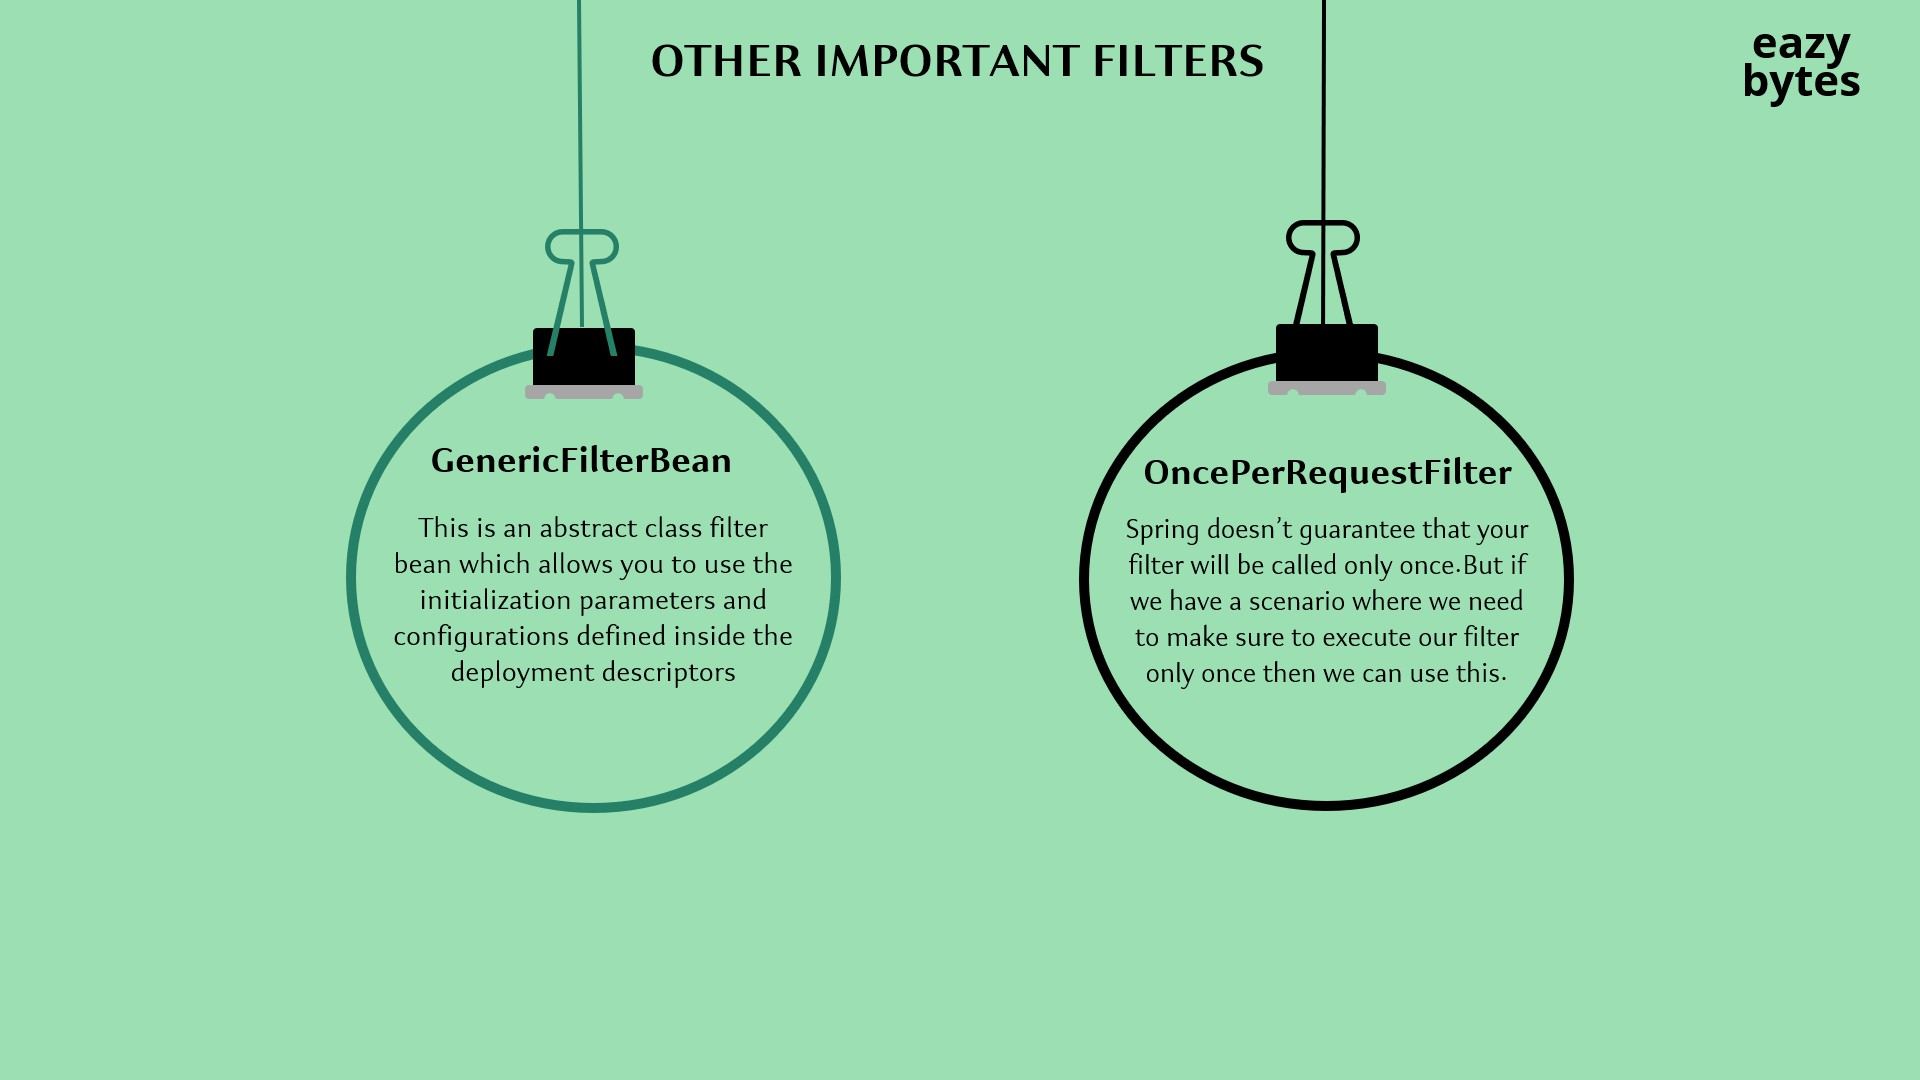 OTHER IMPORTANT FILTERS
eazy
bytes
GenericFilterBean
This is an abstract class filter
bean which allows you to use the
initialization parameters and
configurations defined inside the
deployment descriptors
OncePerRequestFilter
Spring doesn’t guarantee that your
filter will be called only once.But if
we have a scenario where we need
to make sure to execute our filter
only once then we can use this.